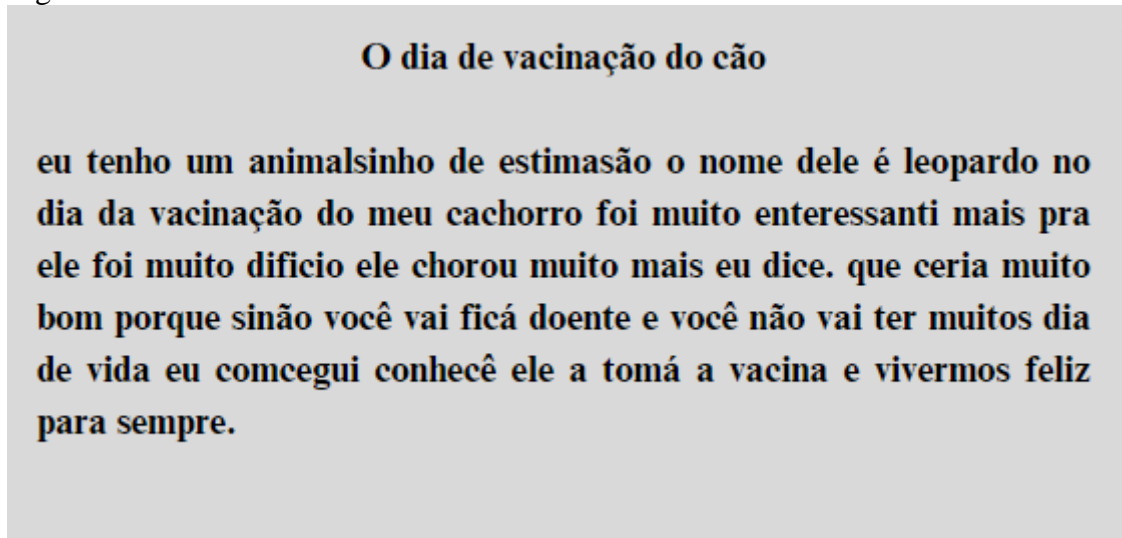 O dia de vacinação do cão
eu tenho um animalsinho de estimasão o nome dele é leopardo no
dia da vacinação do meu cachorro foi muito enteressanti mais pra
ele foi muito dificio ele chorou muito mais eu dice. que ceria muito
bom porque sinão você vai ficá doente e você não vai ter muitos dia
de vida eu comcegui conhecê ele a tomá a vacina e vivermos feliz
para sempre.